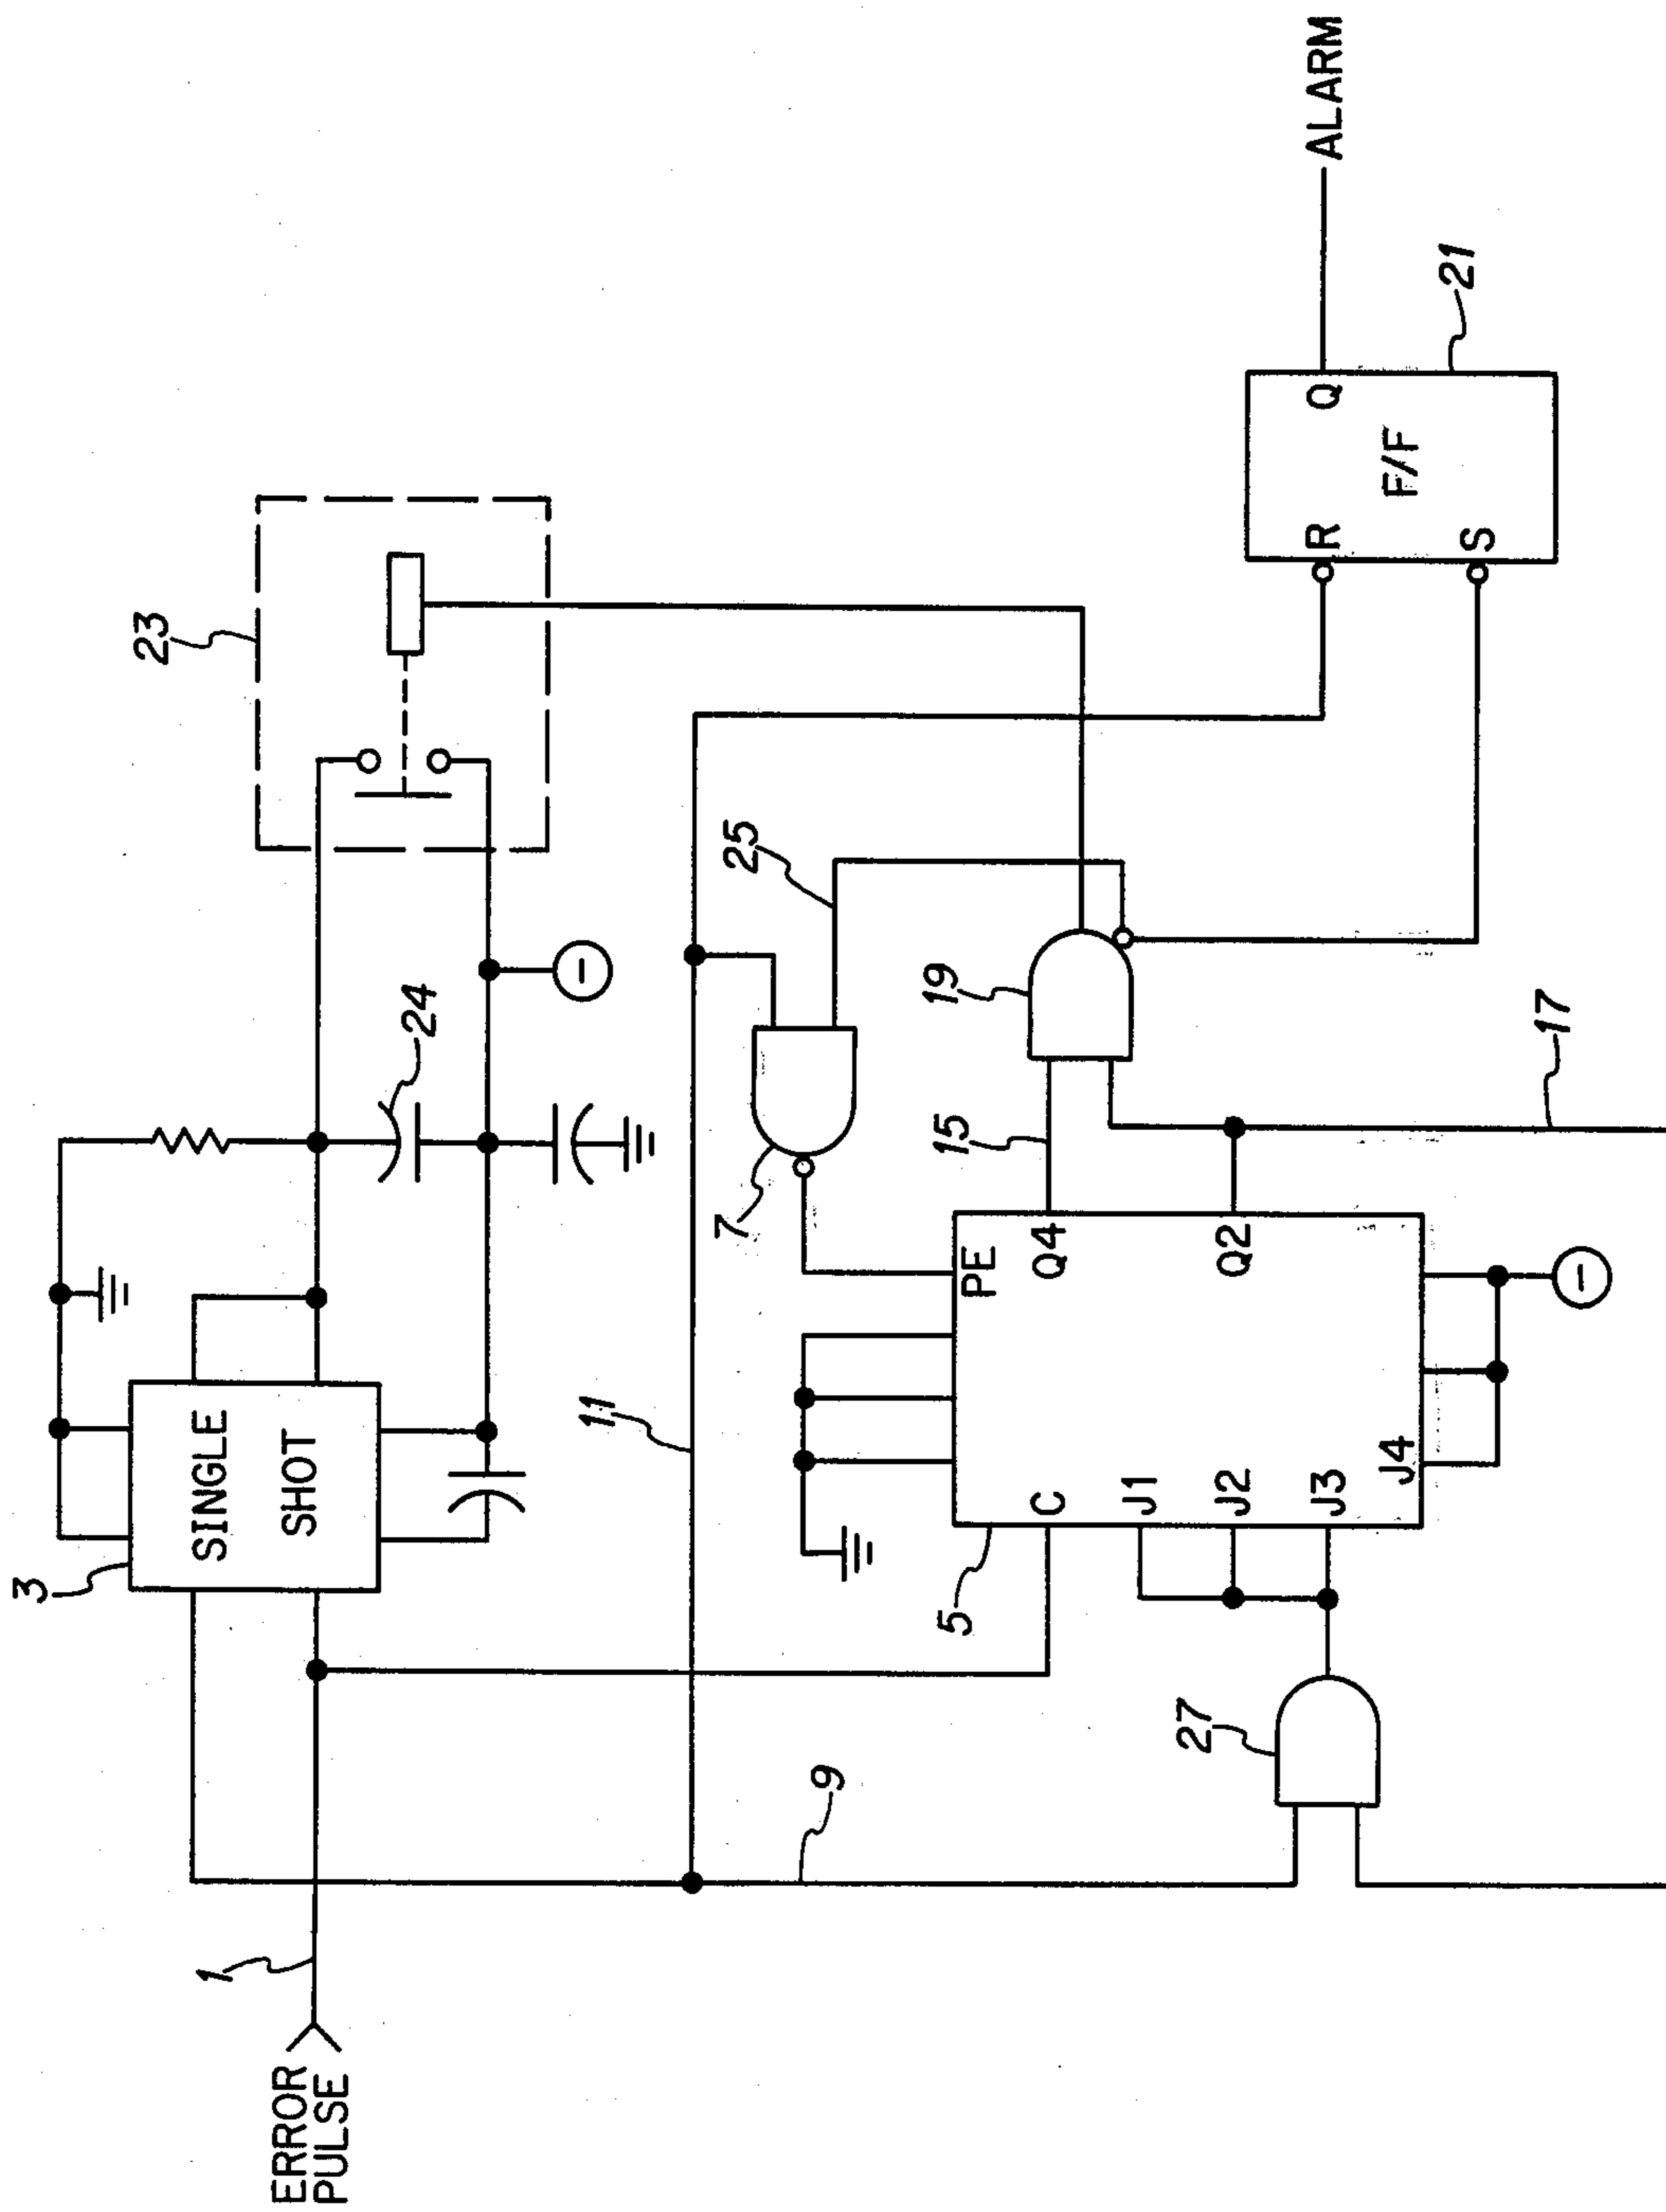 ERROR
PULSE
1
3
SINGLE
SHOT
24
23
11
9
7
25
5
C
PE
J1
J2
J3
J4
Q4
Q2
15
19
17
27
R
S
F/F
Q
21
ALARM